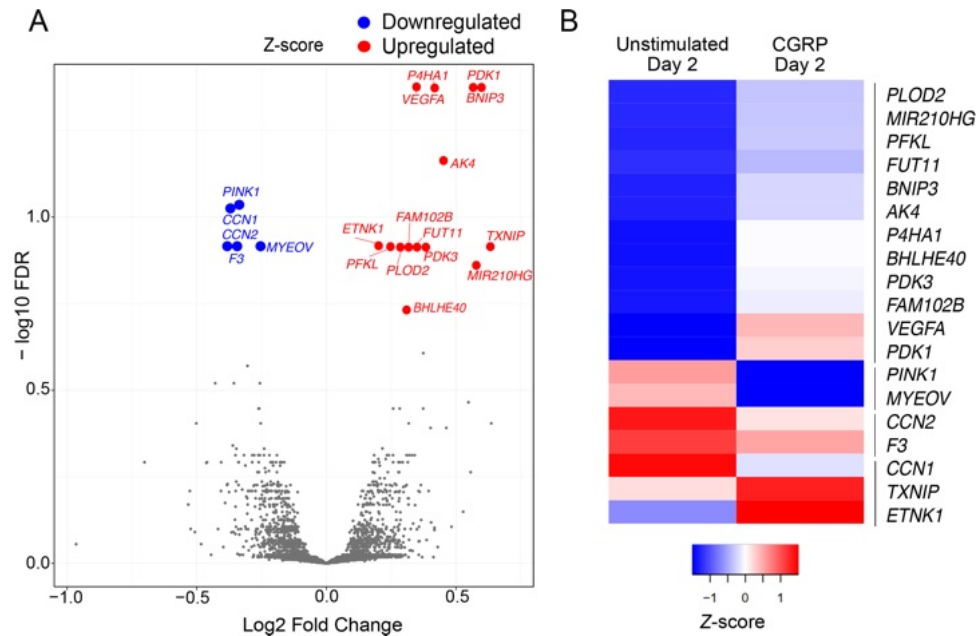 A
Z-score
Downregulated
Upregulated
P4HA1
PDK1
VEGFA
BNIP3
AK4
PINK1
CCN1
CCN2
F3
MYEOV
ETNK1
FAM102B
FUT11
TXNIP
PFKL
PLOD2
PDK3
MIR210HG
BHLHE40
– log10 FDR
1.0
0.5
0.0
−1.0
−0.5
0.0
0.5
Log2 Fold Change
B
Unstimulated
Day 2
CGRP
Day 2
PLOD2
MIR210HG
PFKL
FUT11
BNIP3
AK4
P4HA1
BHLHE40
PDK3
FAM102B
VEGFA
PDK1
PINK1
MYEOV
CCN2
F3
CCN1
TXNIP
ETNK1
−1 0 1
Z-score